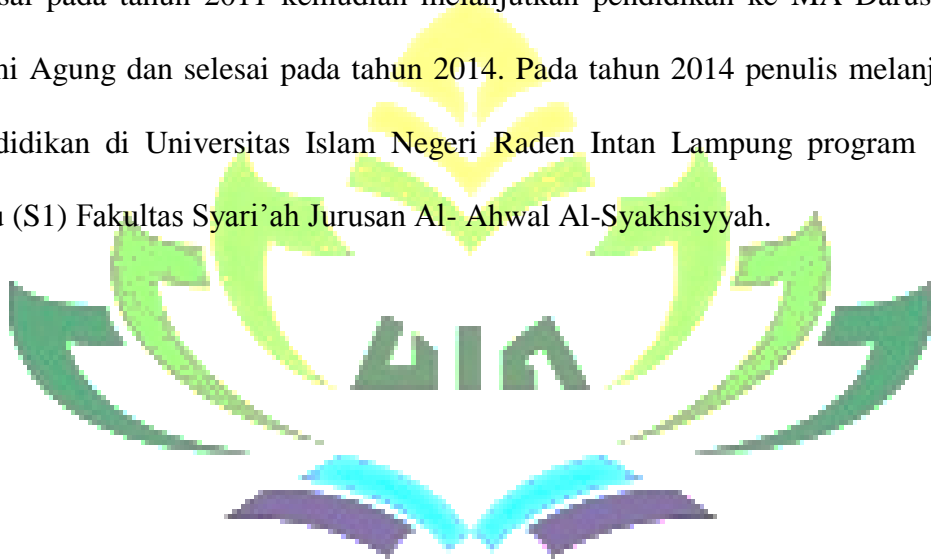 pada tahun 2011 kemudian melanjutkan pendidikan ke MA
Agung dan selesai pada tahun 2014. Pada tahun 2014 penulis
di Universitas Islam Negeri Raden Intan Lampung program
(S1) Fakultas Syari’ah Jurusan Al- Ahwal Al-Syakhsiyyah.
UIN